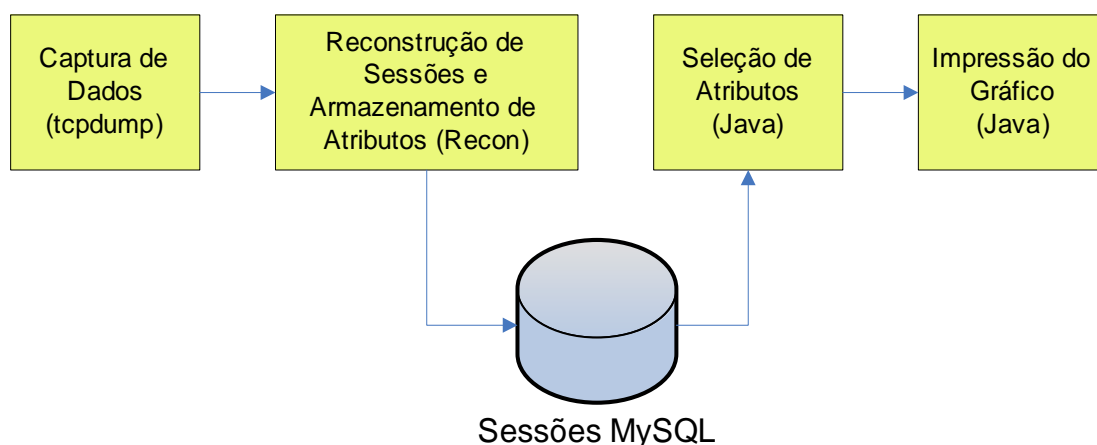 Captura de
Dados
(tcpdump)
Reconstrução de
Sessões e
Armazenamento de
Atributos (Recon)
Seleção de
Atributos
(Java)
Impressão do
Gráfico
(Java)
Sessões MySQL